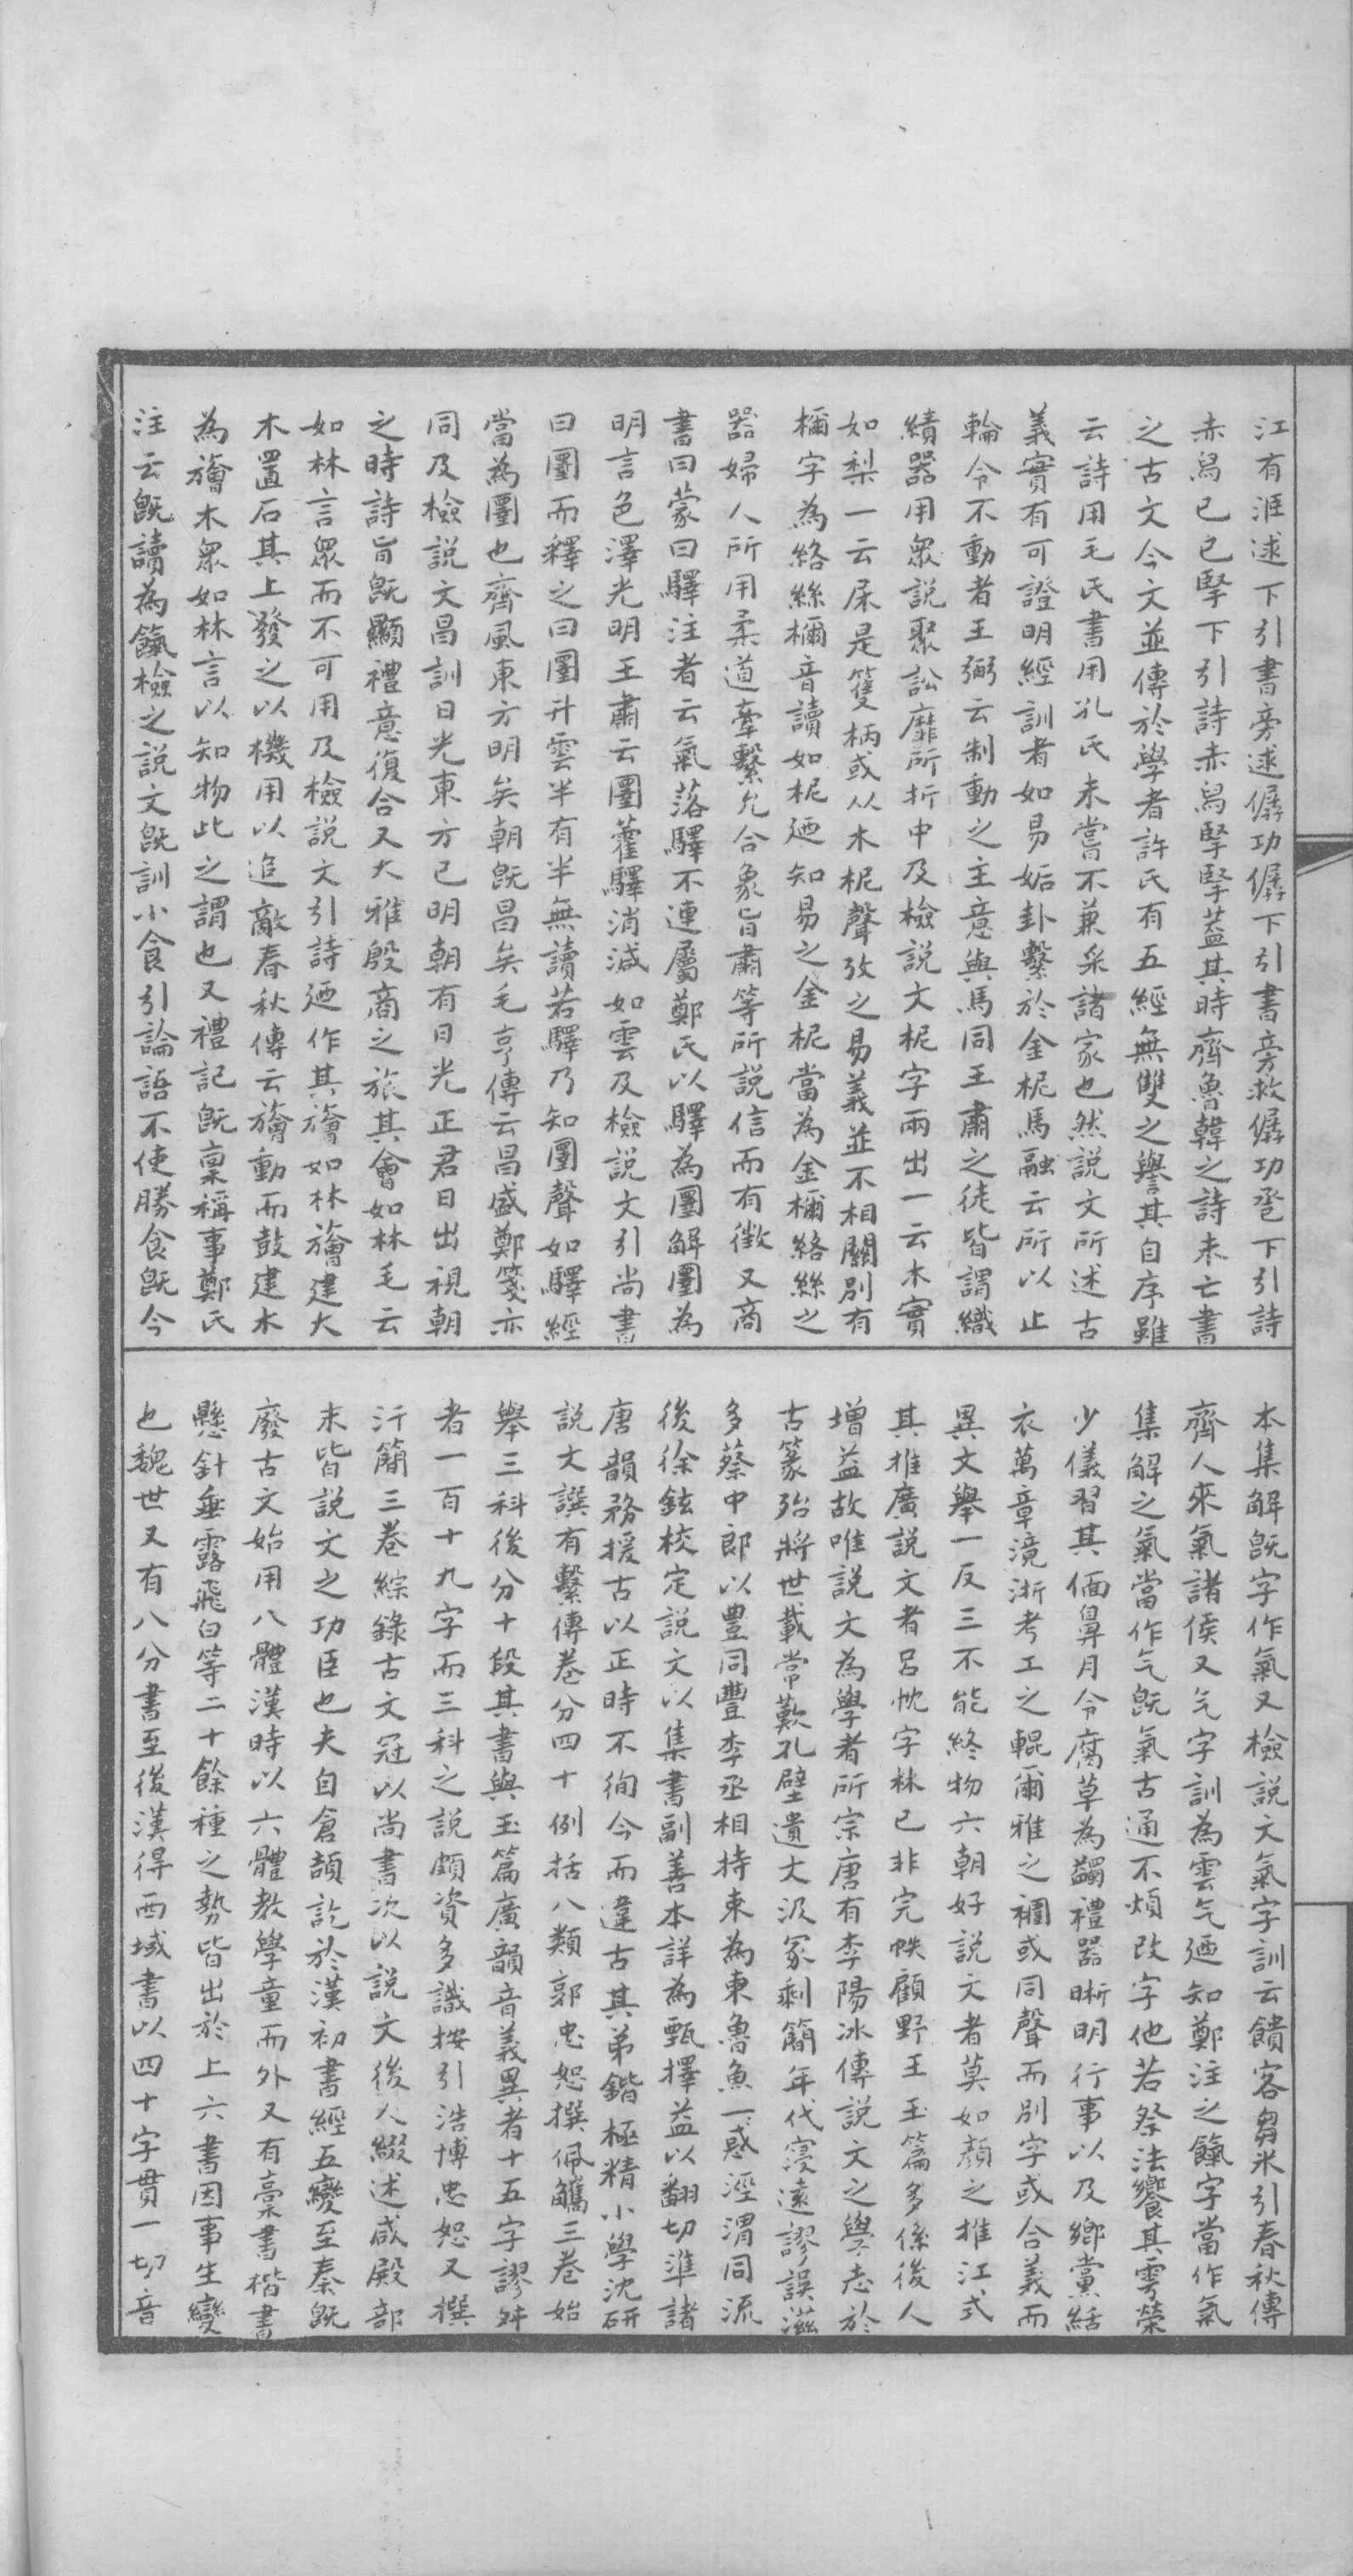 江有洍逑下引書旁逑僝功僝下引書旁救僝功卺下引詩
赤舄己己掔下引詩赤舄掔掔蓋其時齊魯韓之詩未亡書
之古文今文並傳於學者許氏有五經無雙之譽其自序雖
云詩用毛氏書用孔氏未嘗不兼采諸家也然說文所述古
義實有可證明經訓者如易姤卦繫於金柅馬融云所以止
輪令不動者王弼云制動之主意與馬同王肅之徒皆謂織
績器用眾說聚訟靡所折中及檢說文柅字兩出一云木實
如梨一云㞕是籆柄或从木柅聲攷之易義並不相關別有
檷字為絡絲檷音讀如柅迺知易之金柅當為金檷絡絲之
器婦人所用柔道牽繫允合象旨肅等所說信而有徵又商
書曰蒙曰驛注者云氣落驛不連屬鄭氏以驛為圛解圛為
明言色澤光明王肅云圛藿驛消減如雲及檢說文引尚書
曰圛而釋之曰圛升雲半有半無讀若驛乃知圛聲如驛經
當為圛也齊風東方明矣朝既昌矣毛亨傳云昌盛鄭箋亦
同及檢說文昌訓日光東方已明朝有日光正君日出視朝
之時詩旨既顯禮意復合又大雅殷商之旅其會如林毛云
如林言眾而不可用及檢說文引詩迺作其旝如林旝建大
木置石其上發之以機用以追敵春秋傳云旝動而鼓建木
為旝木眾如林言以知物此之謂也又禮記既稟稱事鄭氏
注云既讀為餼檢之說文既訓小食引論語不使勝食既今
本集解既字作氣又檢說文氣字訓云饋客芻米引春秋傳
齊人來氣諸侯又气字訓為雲气迺知鄭注之餼字當作氣
集解之氣當作气既氣古通不煩改字他若祭法饗其雩禜
少儀習其偭鼻月令腐草為蠲禮器晣明行事以及鄉黨結
衣萬章滰淅考工之輥爾雅之禂或同聲而別字或合義而
異文舉一反三不能終物六朝好說文者莫如顏之推江式
其推廣說文者呂忱字林已非完帙顧野王玉篇多係後人
增益故唯說文為學者所宗唐有李陽冰傳說文之學志於
古篆殆將世載常歎孔壁遺文汲冢剩簡年代寖遠謬誤滋
多蔡中郎以豊同豐李丞相持朿為東魯魚一惑涇渭同流
後徐鉉校定說文以集書副善本詳為甄擇益以翻切準諸
唐韻務援古以正時不徇今而違古其弟鍇極精小學沈研
說文譔有繫傳卷分四十例括八類郭忠恕撰佩觿三卷始
舉三科後分十段其書與玉篇廣韻音義異者十五字謬舛
者一百十九字而三科之說頗資多識按引浩博忠恕又撰
汗簡三卷綜錄古文冠以尚書次以說文後人綴述咸殿部
末皆說文之功臣也夫自倉頡訖於漢初書經五變至秦既
廢古文始用八體漢時以六體教學童而外又有稾書楷書
懸針垂露飛白等二十餘種之勢皆出於上六書因事生變
也魏世又有八分書至後漢得西域書以四十字貫一切音